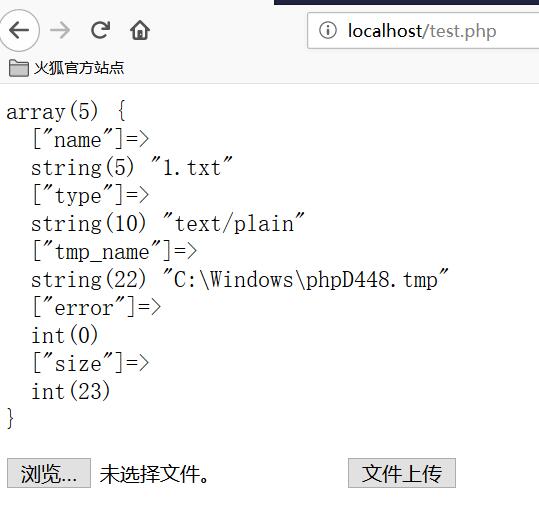 localhost/test.php
火狐官方站点
array(5) {
["name"]=>
string(5) "1.txt"
["type"]=>
string(10) "text/plain"
["tmp_name"]=>
string(22) "C:\Windows\phpD448.tmp"
["error"]=>
int(0)
["size"]=>
int(23)
}
浏览... 未选择文件。 文件上传